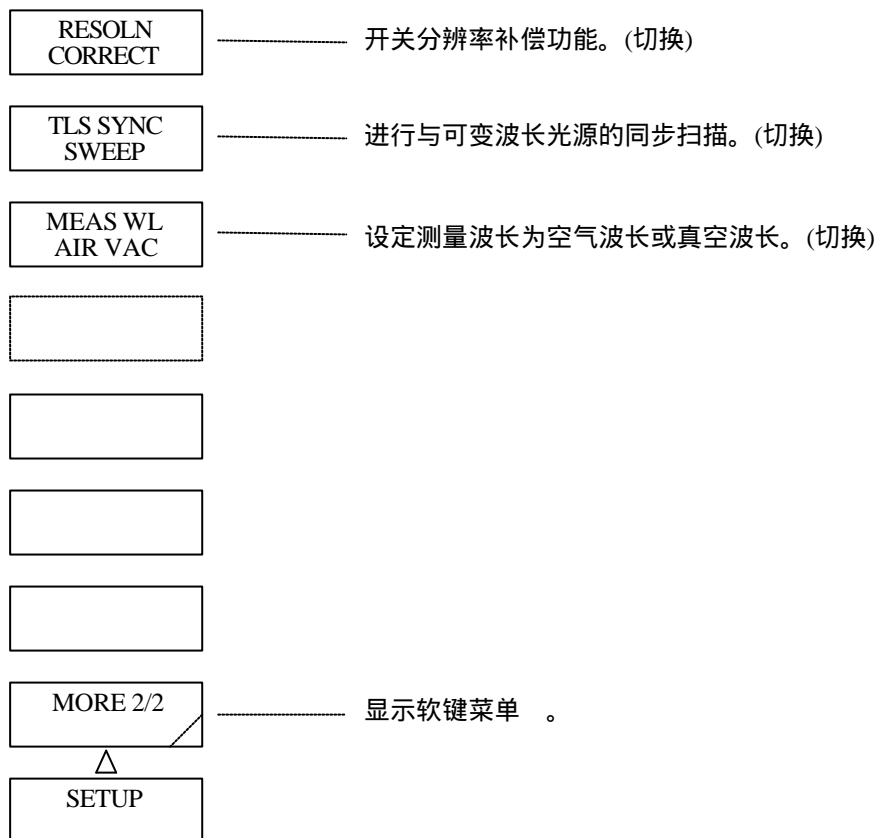 RESOLN
CORRECT
开关分辨率补偿功能。(切换)
TLS SYNC
SWEEP
进行与可变波长光源的同步扫描。(切换)
MEAS WL
AIR VAC
设定测量波长为空气波长或真空波长。(切换)
MORE 2/2
显示软键菜单 。
SETUP